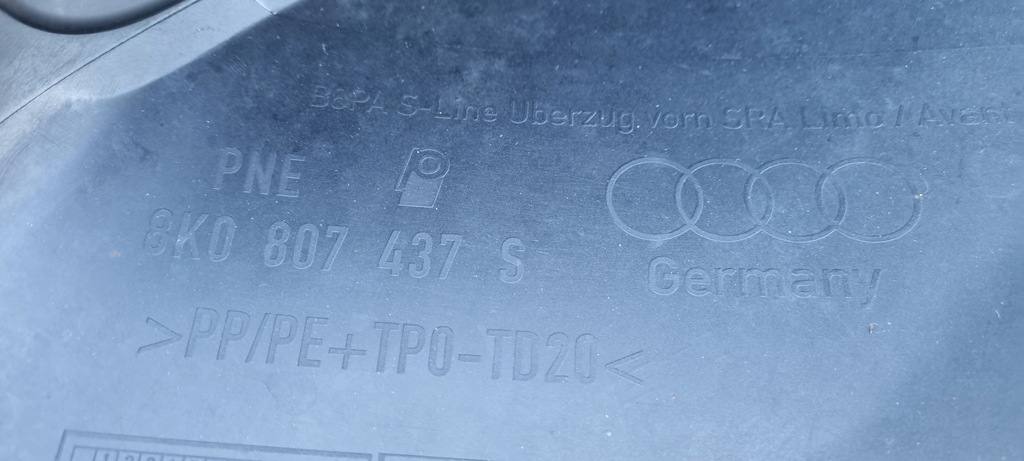 B8PA S-Line Überzug vorn SRA Limo / Avant
PNE
8K0 807 437 S
Germany
>PP/PE+TPO-TD20<